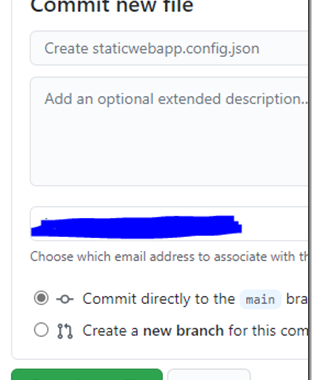 Commit new file
Create staticwebapp.config.json
Add an optional extended description..
Choose which email address to associate with th
Commit directly to the main bra
Create a new branch for this com